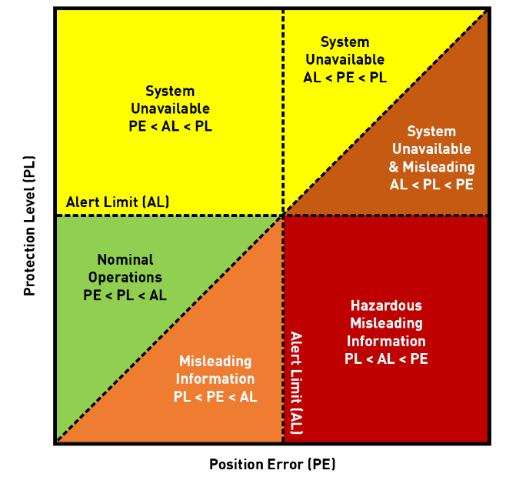 System
Unavailable
AL < PE < PL
System
Unavailable
PE < AL < PL
System
Unavailable
& Misleading
AL < PL < PE
Alert Limit (AL)
Protection Level (PL)
Nominal
Operations
PE < PL < AL
Hazardous
Misleading
Information
PL < AL < PE
Misleading
Information
PL < PE < AL
Alert Limit (AL)
Position Error (PE)